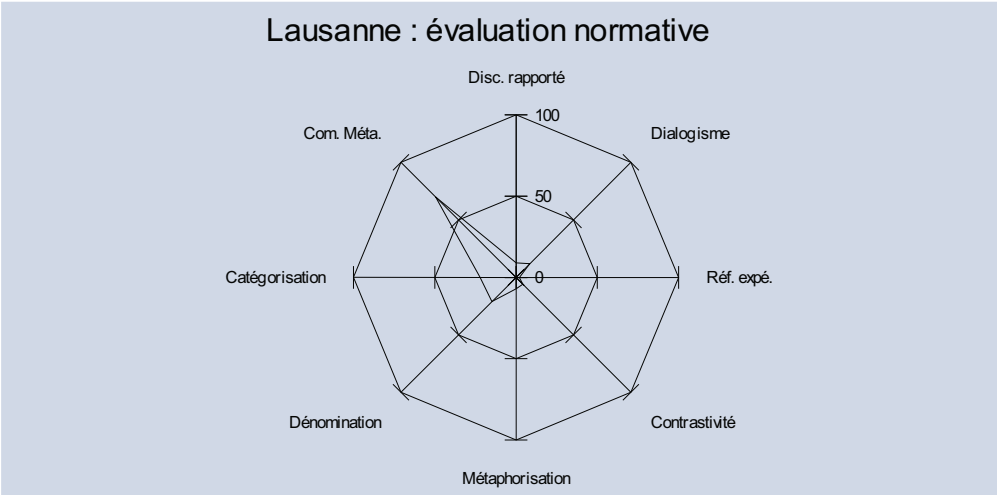 Lausanne : évaluation normative
Disc. rapporté
100
Com. Méta.
Dialogisme
50
Catégorisation
0
Réf. expé.
Dénomination
Contrastivité
Métaphorisation